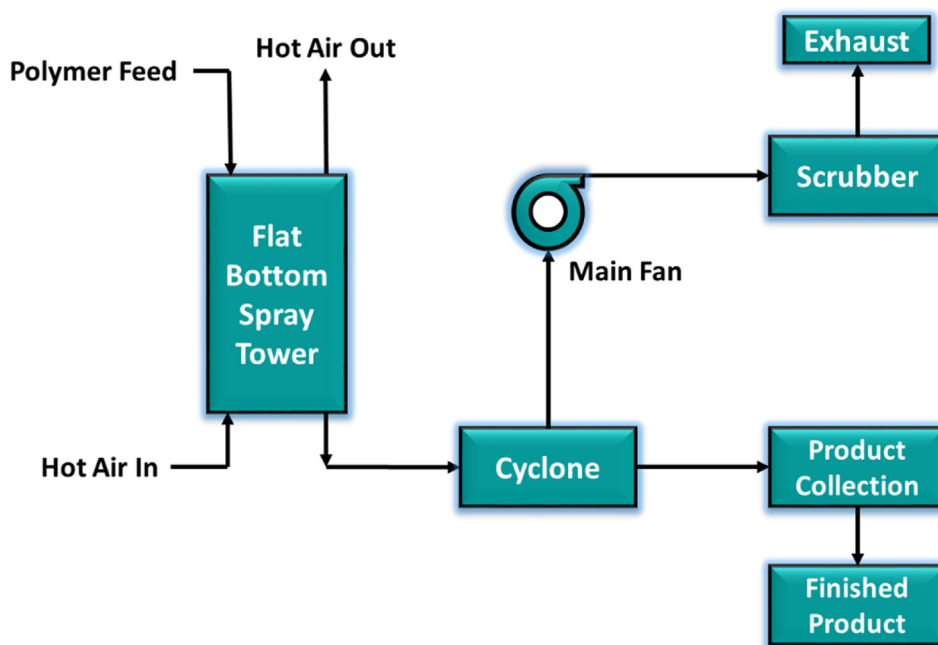 Hot Air Out
Exhaust
Polymer Feed
Scrubber
Flat
Bottom
Spray
Tower
Main Fan
Hot Air In
Cyclone
Product
Collection
Finished
Product